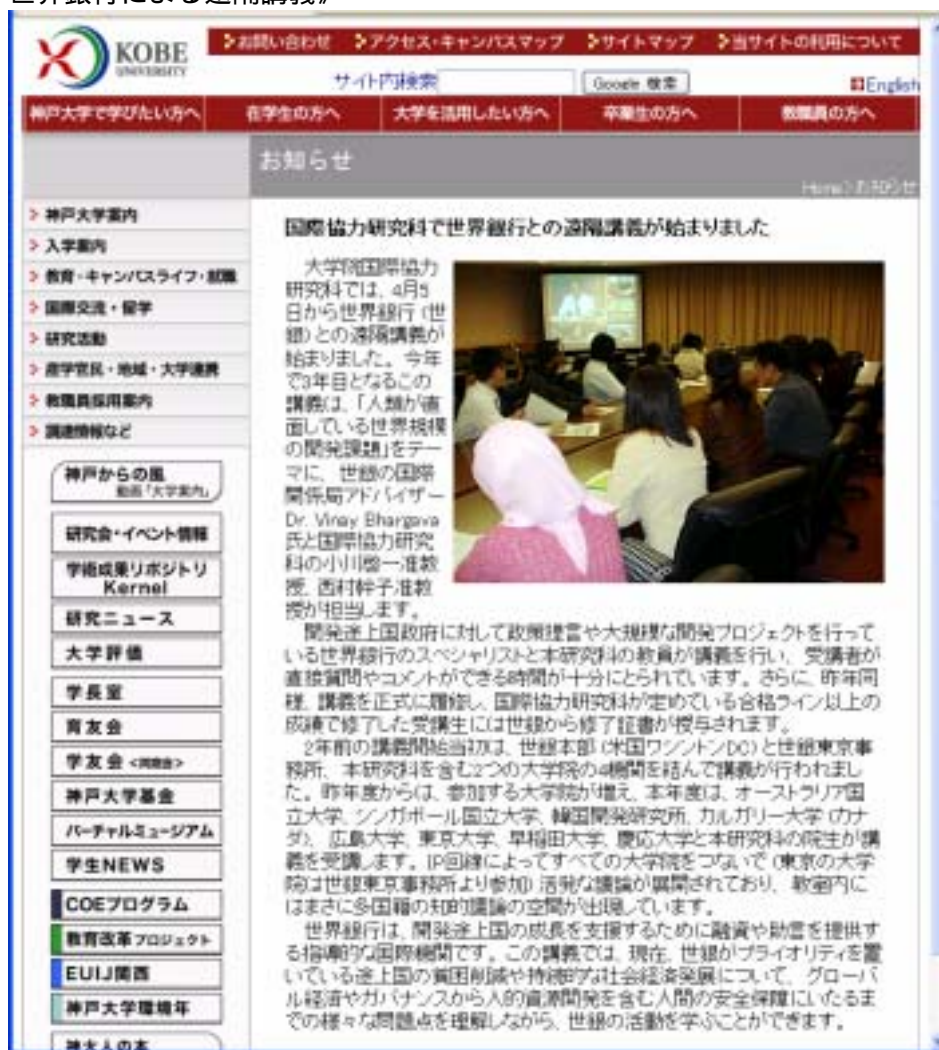 世界銀行による遠隔講義》
KOBE
UNIVERSITY
お問い合わせ
アクセス・キャンパスマップ
サイトマップ
当サイトの利用について
サイト内検索
Google 検索
English
神戸大学で学びたい方へ
在学生の方へ
大学を活用したい方へ
卒業生の方へ
教職員の方へ
お知らせ
Home>お知らせ
神戸大学案内
入学案内
教育・キャンパスライフ・就職
国際交流・留学
研究活動
産学官民・地域・大学連携
教職員採用案内
調達情報など
神戸からの風
動画「大学案内」
研究会・イベント情報
学術成果リポジトリ
Kernel
研究ニュース
大学評価
学長室
育友会
学友会 <同窓会>
神戸大学基金
バーチャルミュージアム
学生NEWS
COEプログラム
教育改革プロジェクト
EUIJ関西
神戸大学環境年
神大人の本
国際協力研究科で世界銀行との遠隔講義が始まりました
大学院国際協力
研究科では、4月5
日から世界銀行（世
銀）との遠隔講義が
始まりました。今年
で3年目となるこの
講義は、「人類が直
面している世界規模
の開発課題」をテー
マに、世銀の国際
関係局アドバイザー
Dr. Vinay Bhargava
氏と国際協力研究
科の小川啓一准教
授、西村幹子准教
授が担当します。
開発途上国政府に対して政策提言や大規模な開発プロジェクトを行って
いる世界銀行のスペシャリストと本研究科の教員が講義を行い、受講者が
直接質問やコメントができる時間が十分にとられています。さらに、昨年同
様、講義を正式に履修し、国際協力研究科が定めている合格ライン以上の
成績で修了した受講生には世銀から修了証書が授与されます。
2年前の講義開始当初は、世銀本部（米国ワシントンDC）と世銀東京事
務所、本研究科を含む2つの大学院の4機関を結んで講義が行われまし
た。昨年度からは、参加する大学院が増え、本年度は、オーストラリア国
立大学、シンガポール国立大学、韓国開発研究所、カルガリー大学（カナ
ダ）、広島大学、東京大学、早稲田大学、慶応大学と本研究科の院生が講
義を受講します。IP回線によってすべての大学院をつないで（東京の大学
院は世銀東京事務所より参加）活発な議論が展開されており、教室内に
はまさに多国籍の知的議論の空間が出現しています。
世界銀行は、開発途上国の成長を支援するために融資や助言を提供す
る指導的な国際機関です。この講義では、現在、世銀がプライオリティを置
いている途上国の貧困削減や持続的な社会経済発展について、グローバ
ル経済やガバナンスから人的資源開発を含む人間の安全保障にいたるま
での様々な問題点を理解しながら、世銀の活動を学ぶことができます。